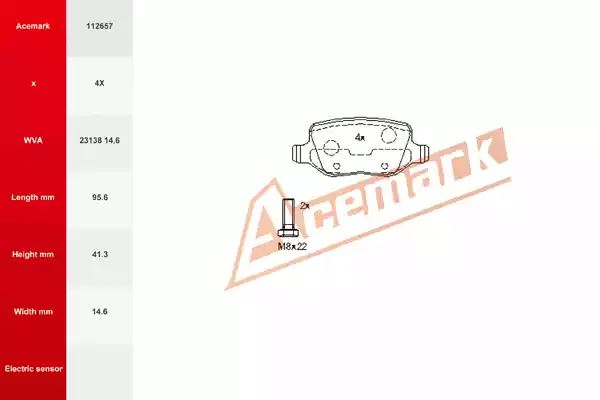 Acemark 112657
x 4X
WVA 23138 14,6
Length mm 95.6
Height mm 41.3
Width mm 14.6
Electric sensor
4x
2x
M8x22
Acemark